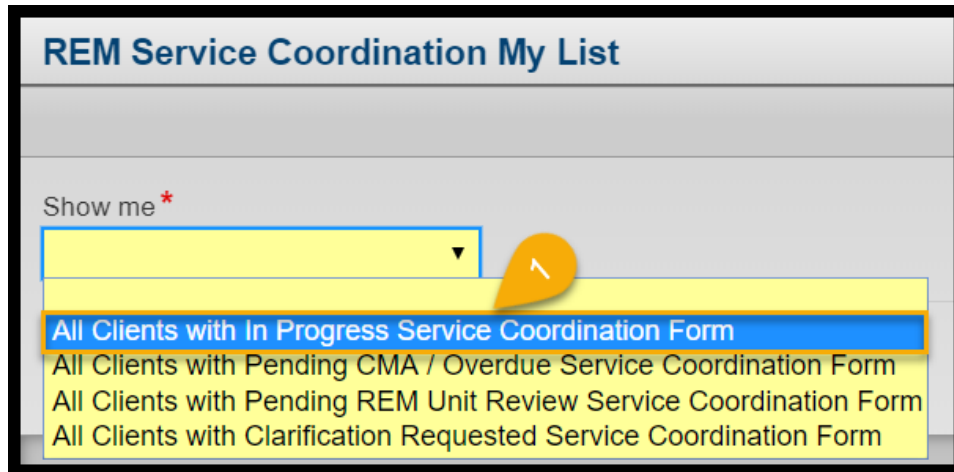 REM Service Coordination My List
Show me *
1
All Clients with In Progress Service Coordination Form
All Clients with Pending CMA / Overdue Service Coordination Form
All Clients with Pending REM Unit Review Service Coordination Form
All Clients with Clarification Requested Service Coordination Form